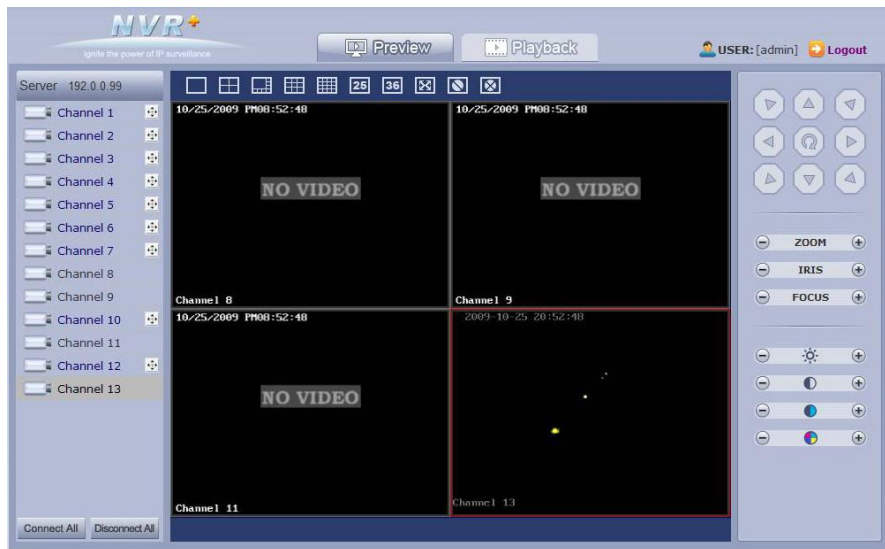 NVR+
Ignite the power of IP surveillance
Preview
Playback
USER: [admin]
Logout
Server 192.0.0.99
25
36
Channel 1
Channel 2
Channel 3
Channel 4
Channel 5
Channel 6
Channel 7
Channel 8
Channel 9
Channel 10
Channel 11
Channel 12
Channel 13
Connect All
Disconnect All
10/25/2009 PM08:52:48
NO VIDEO
Channel 8
10/25/2009 PM08:52:48
NO VIDEO
Channel 9
10/25/2009 PM08:52:48
NO VIDEO
Channel 11
2009-10-25 20:52:48
Channel 13
ZOOM
IRIS
FOCUS